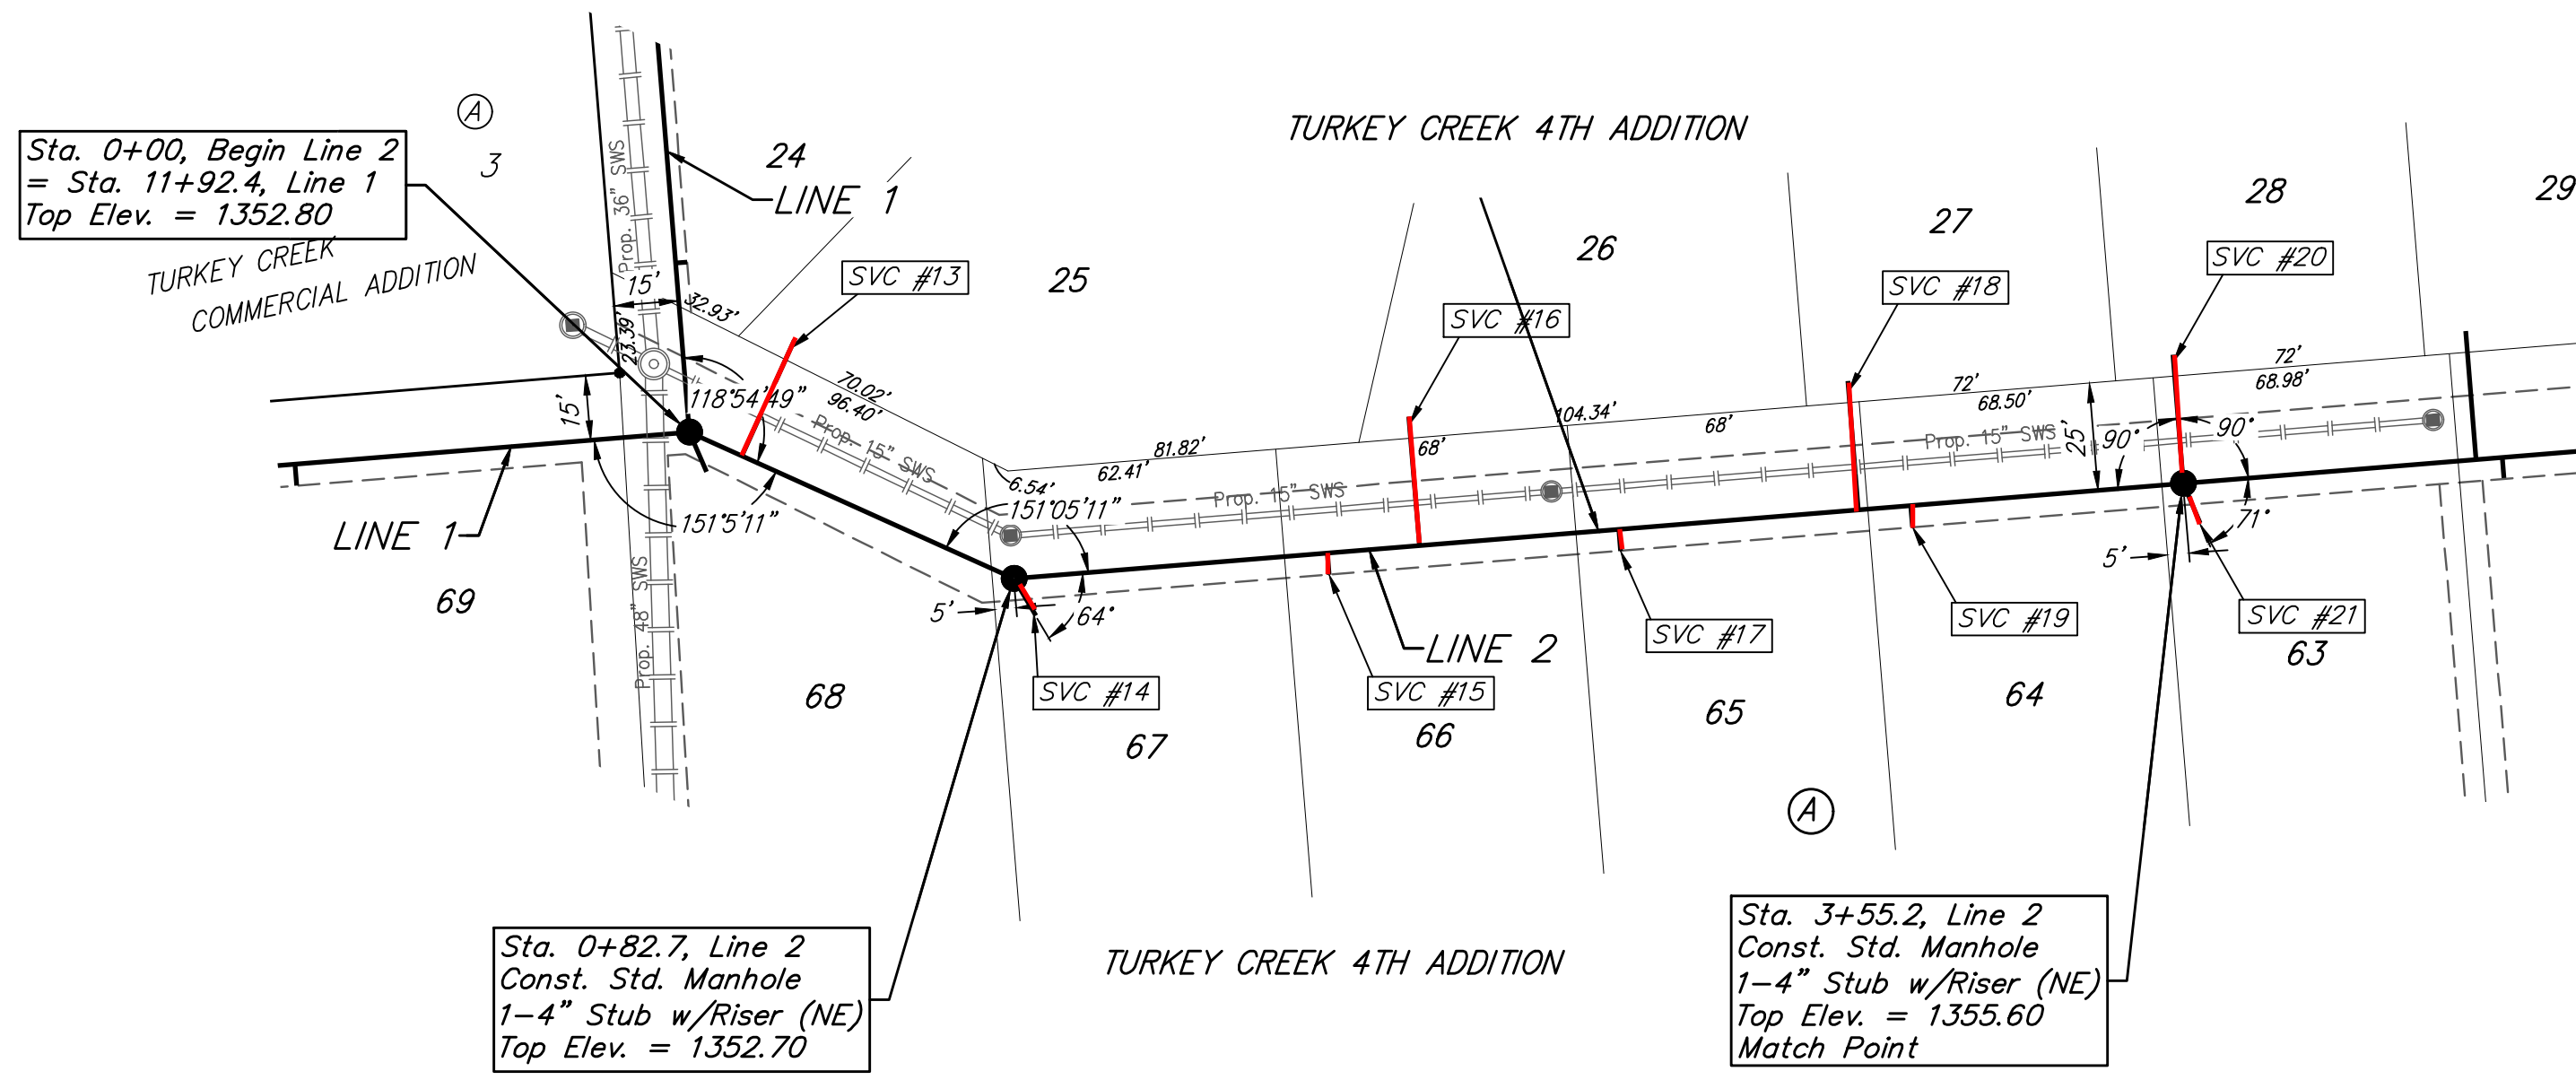 Sta. 0+00, Begin Line 2
= Sta. 11+92.4, Line 1
Top Elev. = 1352.80
A
3
TURKEY CREEK
COMMERCIAL ADDITION
Prop. 36" SWS
24
LINE 1
TURKEY CREEK 4TH ADDITION
15'
23.39'
32.93'
SVC #13
25
SVC #16
26
27
SVC #18
28
SVC #20
29
15'
118°54'49"
70.02'
96.40'
Prop. 15" SWS
81.82'
62.41'
6.54'
68'
104.34'
68'
72'
68.50'
72'
68.98'
Prop. 15" SWS
Prop. 15" SWS
25'
90°
90°
LINE 1
151°5'11"
151°05'11"
69
Prop. 48" SWS
68
5'
64°
SVC #14
67
SVC #15
66
LINE 2
SVC #17
65
SVC #19
64
5'
71°
SVC #21
63
A
Sta. 0+82.7, Line 2
Const. Std. Manhole
1-4" Stub w/Riser (NE)
Top Elev. = 1352.70
TURKEY CREEK 4TH ADDITION
Sta. 3+55.2, Line 2
Const. Std. Manhole
1-4" Stub w/Riser (NE)
Top Elev. = 1355.60
Match Point